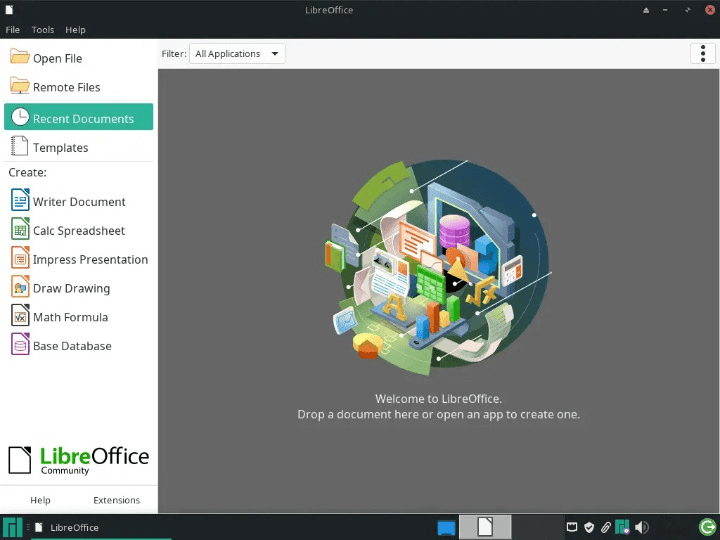 LibreOffice
File Tools Help
Open File
Remote Files
Recent Documents
Templates
Create:
Writer Document
Calc Spreadsheet
Impress Presentation
Draw Drawing
Math Formula
Base Database
LibreOffice
Community
Help Extensions
Filter: All Applications
Welcome to LibreOffice.
Drop a document here or open an app to create one.
LibreOffice